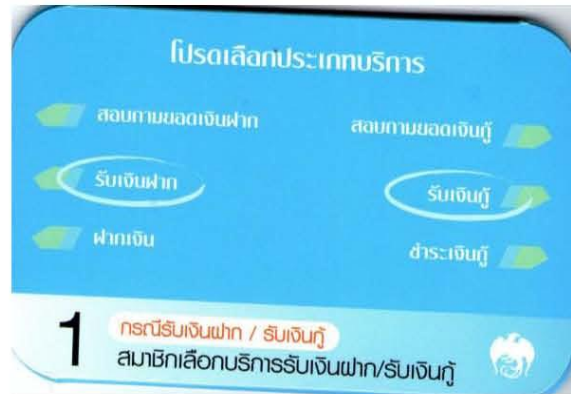 โปรดเลือกประเภทบริการ
สอบถามยอดเงินฝาก
สอบถามยอดเงินกู้
รับเงินฝาก
รับเงินกู้
ฝากเงิน
ชำระเงินกู้
1
กรณีรับเงินฝาก / รับเงินกู้
สมาชิกเลือกบริการรับเงินฝาก/รับเงินกู้